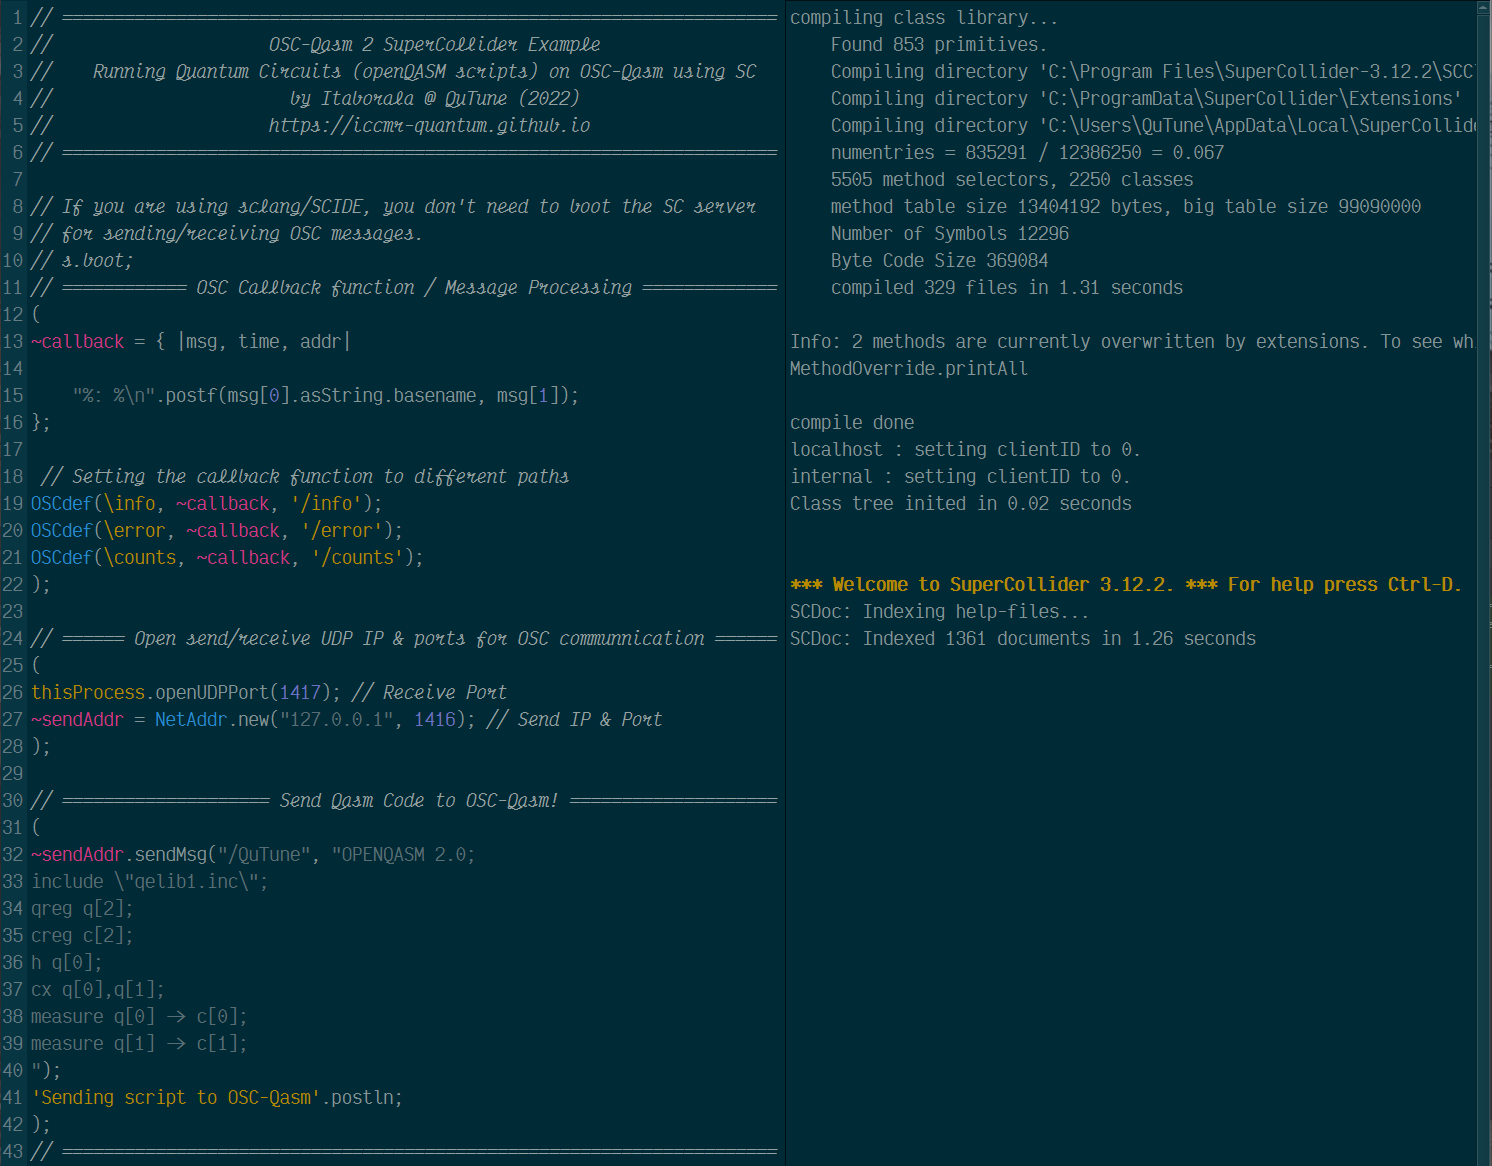 1 // =====================================================================
2 //                     OSC-Qasm 2 SuperCollider Example
3 //    Running Quantum Circuits (openQASM scripts) on OSC-Qasm using SC
4 //                       by Itaborala @ QuTune (2022)
5 //                     https://iccmr-quantum.github.io
6 // =====================================================================
7
8 // If you are using sclang/SCIDE, you don't need to boot the SC server
9 // for sending/receiving OSC messages.
10 // s.boot;
11 // ============ OSC Callback function / Message Processing =============
12 (
13 ~callback = { |msg, time, addr|
14
15     "%: %\n".postf(msg[0].asString.basename, msg[1]);
16 };
17
18  // Setting the callback function to different paths
19 OSCdef(\info, ~callback, '/info');
20 OSCdef(\error, ~callback, '/error');
21 OSCdef(\counts, ~callback, '/counts');
22 );
23
24 // ====== Open send/receive UDP IP & ports for OSC communnication ======
25 (
26 thisProcess.openUDPPort(1417); // Receive Port
27 ~sendAddr = NetAddr.new("127.0.0.1", 1416); // Send IP & Port
28 );
29
30 // ==================== Send Qasm Code to OSC-Qasm! ====================
31 (
32 ~sendAddr.sendMsg("/QuTune", "OPENQASM 2.0;
33 include \"qelib1.inc\";
34 qreg q[2];
35 creg c[2];
36 h q[0];
37 cx q[0],q[1];
38 measure q[0] -> c[0];
39 measure q[1] -> c[1];
40 ");
41 'Sending script to OSC-Qasm'.postln;
42 );
43 // =====================================================================
compiling class library...
    Found 853 primitives.
    Compiling directory 'C:\Program Files\SuperCollider-3.12.2\SCC
    Compiling directory 'C:\ProgramData\SuperCollider\Extensions'
    Compiling directory 'C:\Users\QuTune\AppData\Local\SuperCollid
    numentries = 835291 / 12386250 = 0.067
    5505 method selectors, 2250 classes
    method table size 13404192 bytes, big table size 99090000
    Number of Symbols 12296
    Byte Code Size 369084
    compiled 329 files in 1.31 seconds

Info: 2 methods are currently overwritten by extensions. To see wh
MethodOverride.printAll

compile done
localhost : setting clientID to 0.
internal : setting clientID to 0.
Class tree inited in 0.02 seconds

*** Welcome to SuperCollider 3.12.2. *** For help press Ctrl-D.
SCDoc: Indexing help-files...
SCDoc: Indexed 1361 documents in 1.26 seconds